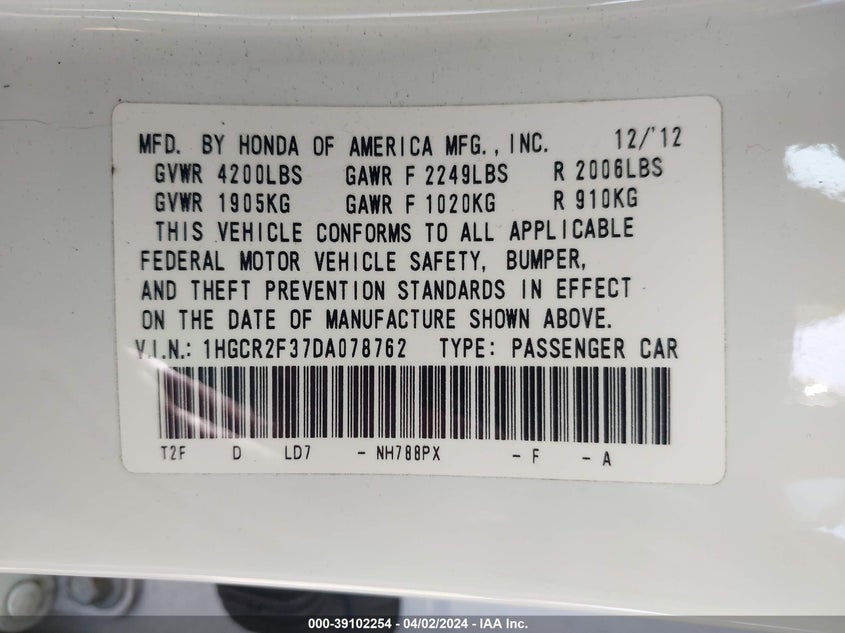 MFD. BY HONDA OF AMERICA MFG., INC. 12/'12
GVWR 4200LBS GAWR F 2249LBS R 2006LBS
GVWR 1905KG GAWR F 1020KG R 910KG
THIS VEHICLE CONFORMS TO ALL APPLICABLE
FEDERAL MOTOR VEHICLE SAFETY, BUMPER,
AND THEFT PREVENTION STANDARDS IN EFFECT
ON THE DATE OF MANUFACTURE SHOWN ABOVE.
V.I.N.: 1HGCR2F37DA078762 TYPE: PASSENGER CAR
T2F D LD7 - NH788PX - F - A
000-39102254 - 04/02/2024 - IAA Inc.